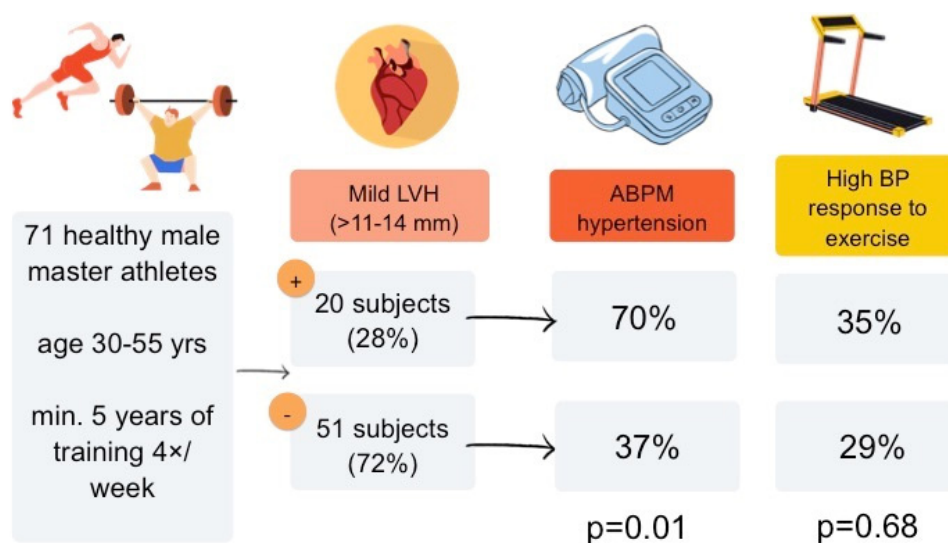 71 healthy male
master athletes
age 30-55 yrs
min. 5 years of
training 4×/
week
Mild LVH
(>11-14 mm)
ABPM
hypertension
High BP
response to
exercise
+
20 subjects
(28%)
70%
35%
-
51 subjects
(72%)
37%
29%
p=0.01
p=0.68